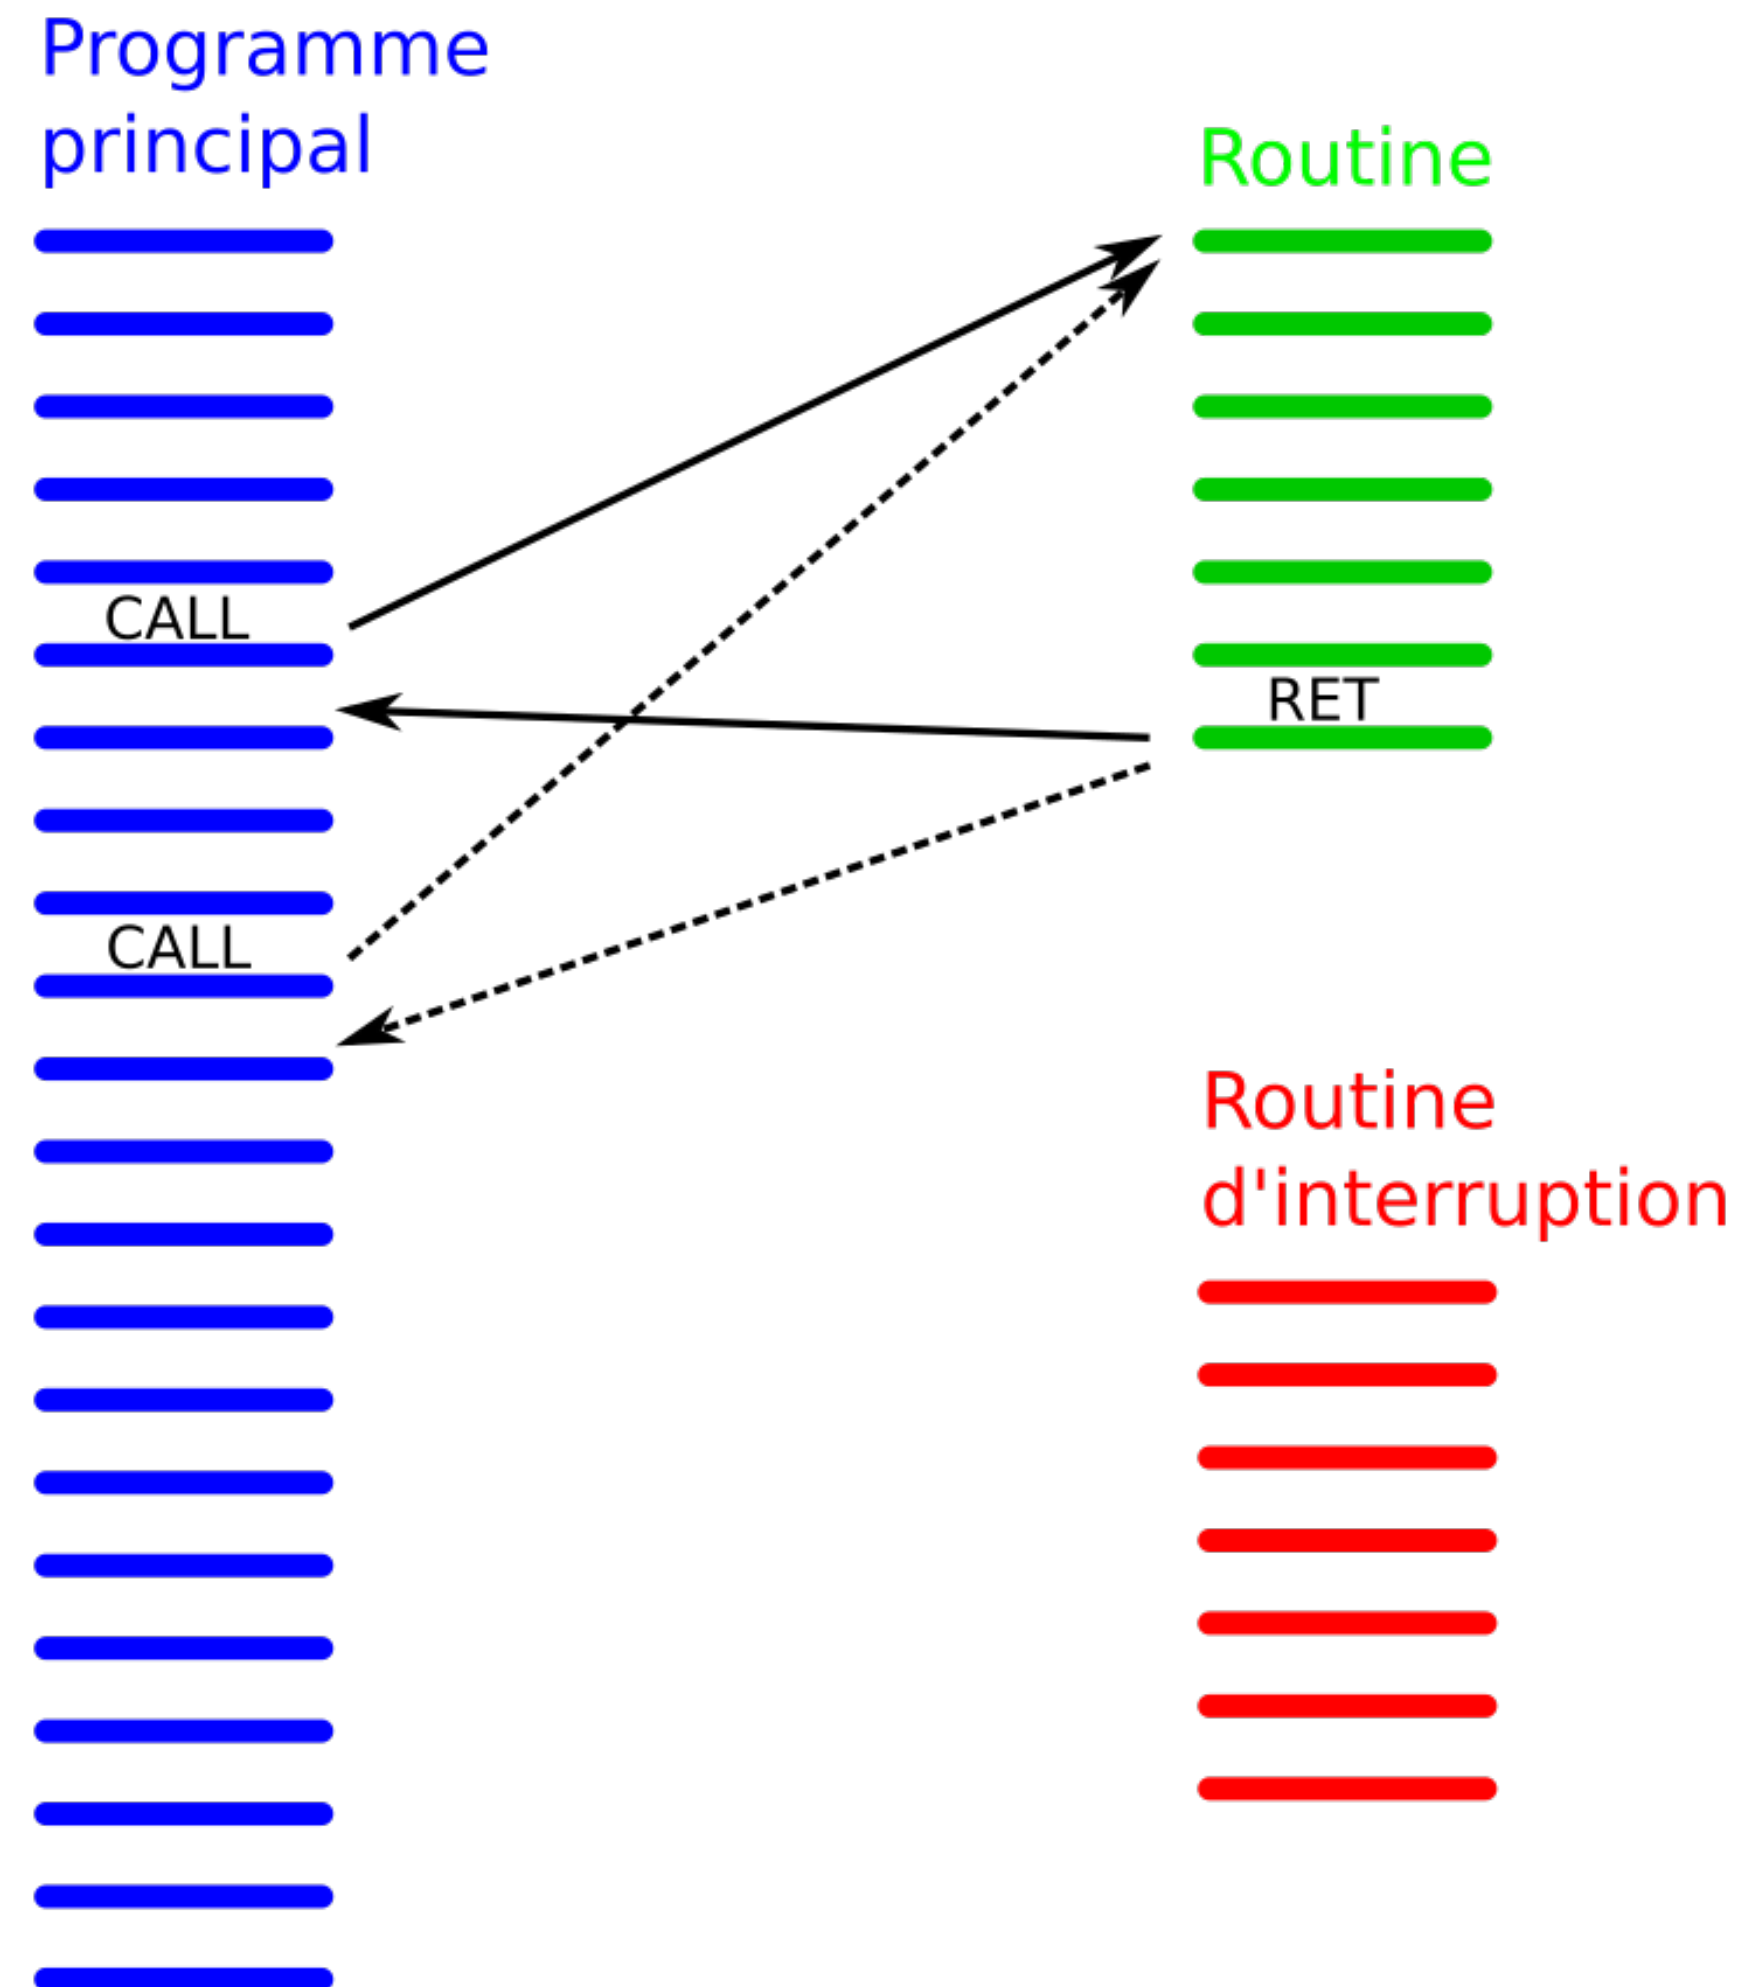 Programme
principal
Routine
CALL
RET
CALL
Routine
d'interruption